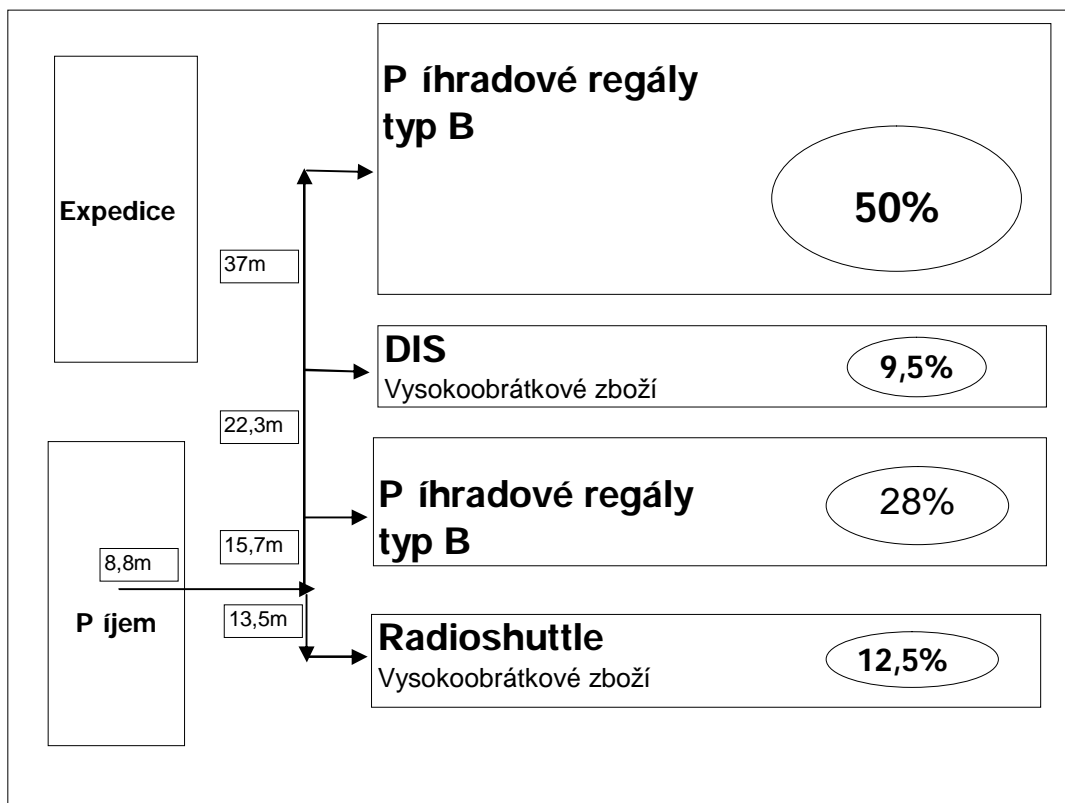 P íhradové regály
typ B
50%
Expedice
37m
DIS
Vysokoobrátkové zboží
9,5%
22,3m
P íhradové regály
typ B
28%
15,7m
8,8m
P íjem
13,5m
Radioshuttle
Vysokoobrátkové zboží
12,5%